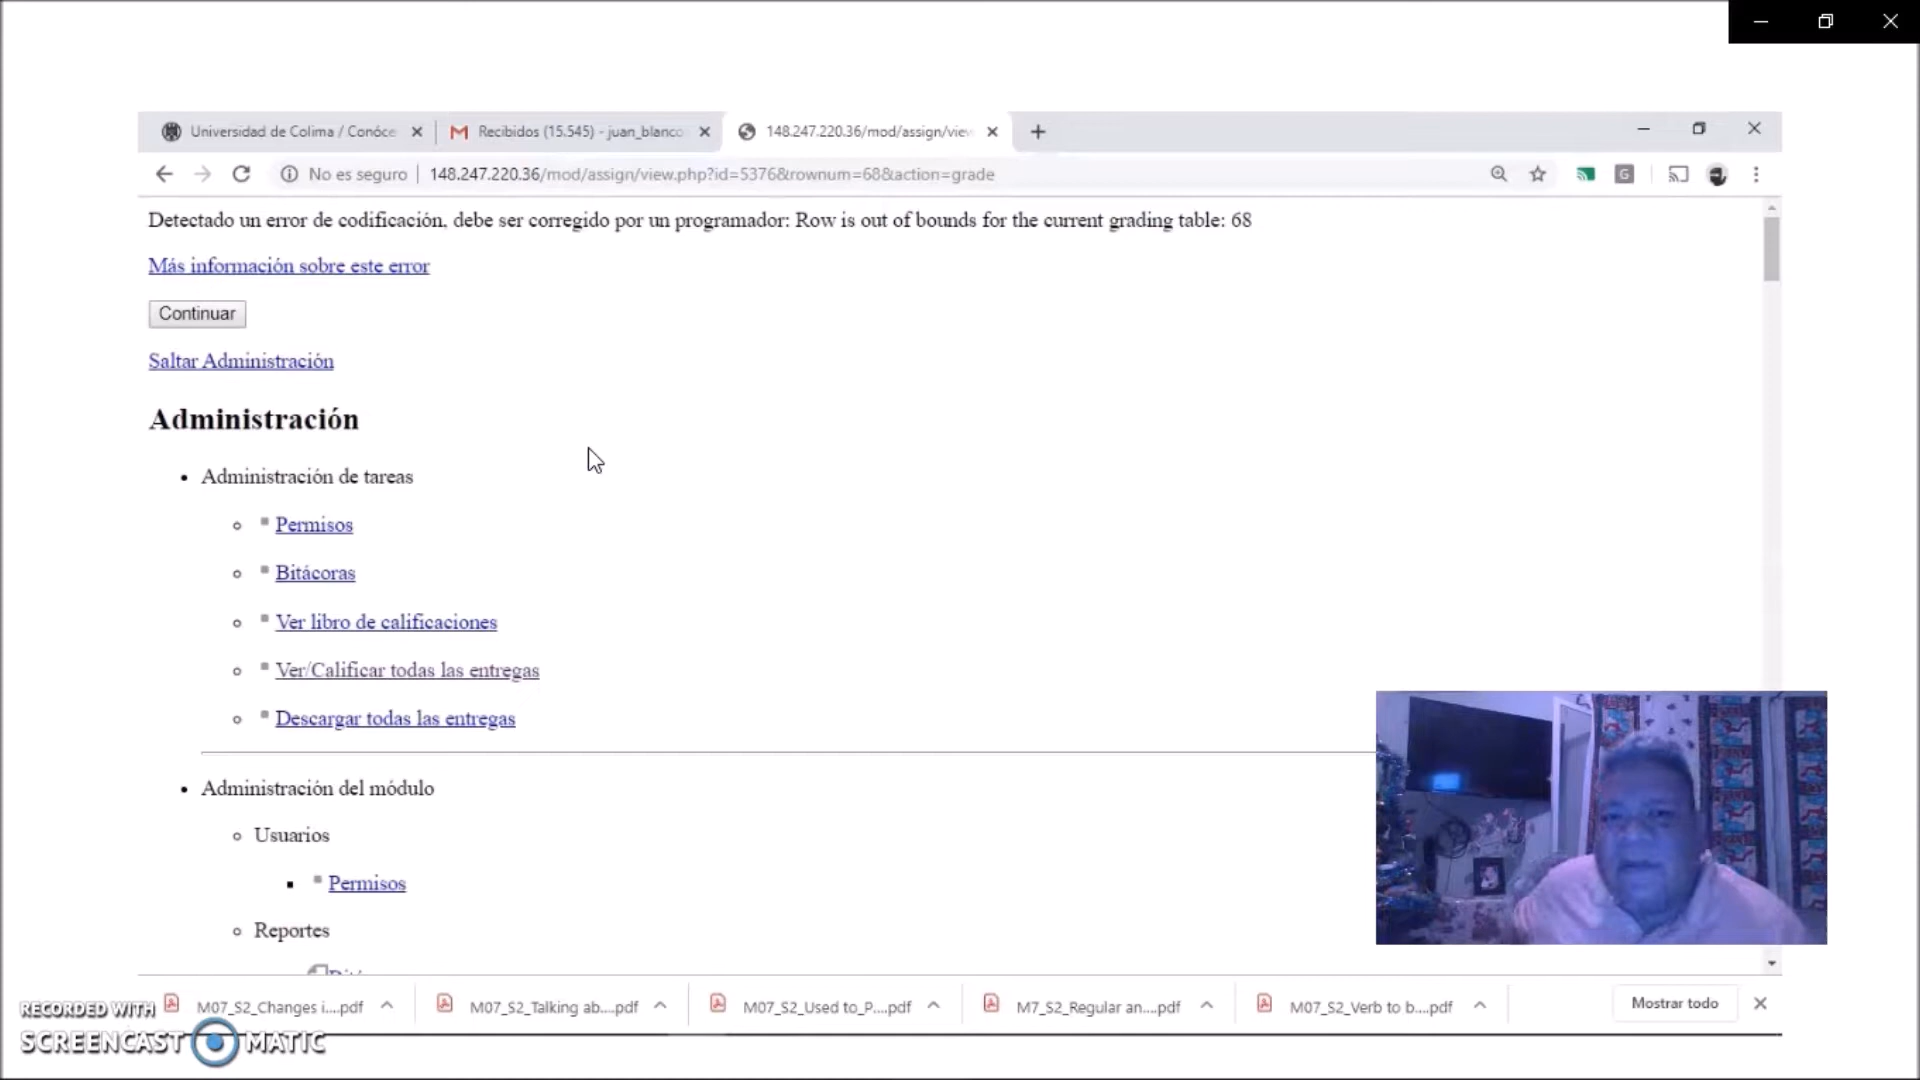 Universidad de Colima / Conóce
Recibidos (15.545) - juan_blanco
148.247.220.36/mod/assign/view
No es seguro
148.247.220.36/mod/assign/view.php?id=5376&rownum=68&action=grade
Detectado un error de codificación, debe ser corregido por un programador: Row is out of bounds for the current grading table: 68
Más información sobre este error
Continuar
Saltar Administración
Administración
Administración de tareas
Permisos
Bitácoras
Ver libro de calificaciones
Ver/Calificar todas las entregas
Descargar todas las entregas
Administración del módulo
Usuarios
Permisos
Reportes
M07_S2_Changes i....pdf
M07_S2_Talking ab....pdf
M07_S2_Used to_P....pdf
M7_S2_Regular an....pdf
M07_S2_Verb to b....pdf
Mostrar todo
RECORDED WITH
SCREENCAST MATIC